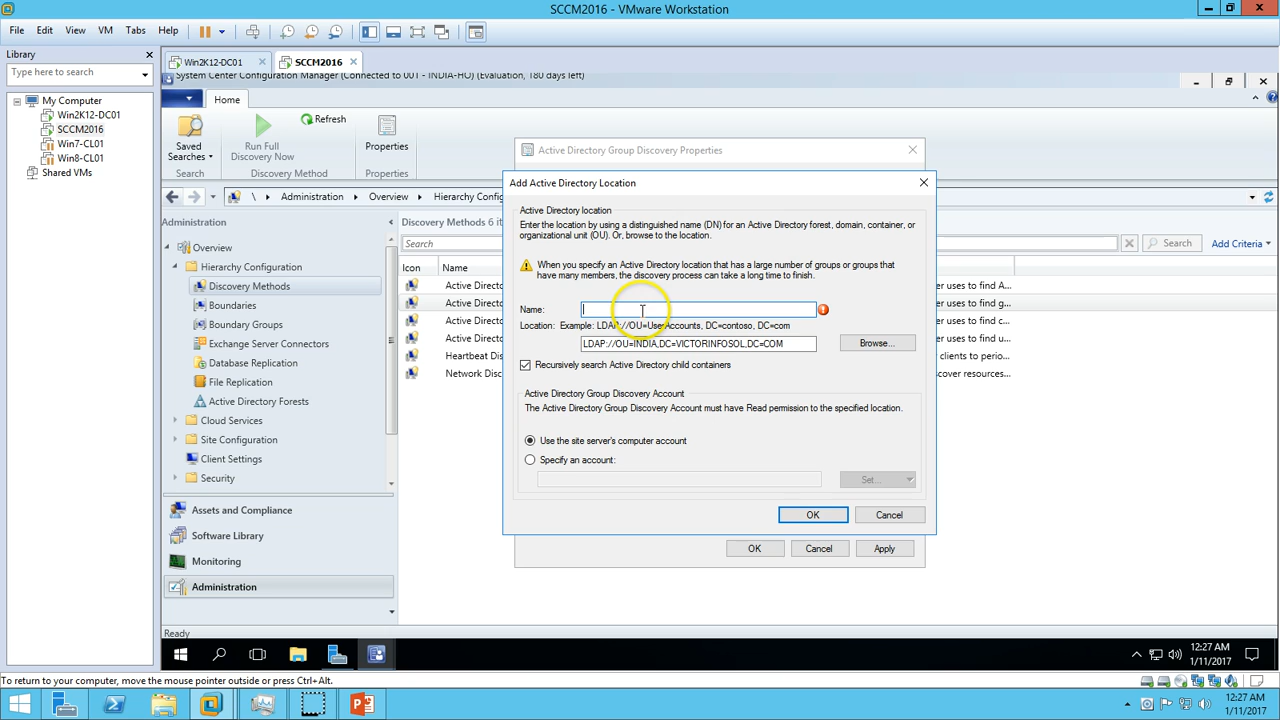 SCCM2016 - VMware Workstation
File Edit View VM Tabs Help
Library
Type here to search
My Computer
Win2K12-DC01
SCCM2016
Win7-CL01
Win8-CL01
Shared VMs
Win2K12-DC01 SCCM2016
System Center Configuration Manager (Connected to 001 - INDIA-HO) (Evaluation, 180 days left)
Home
Saved Searches
Search
Run Full Discovery Now
Refresh
Discovery Method
Properties
Properties
\ Administration Overview Hierarchy Conf
Administration
Overview
Hierarchy Configuration
Discovery Methods
Boundaries
Boundary Groups
Exchange Server Connectors
Database Replication
File Replication
Active Directory Forests
Cloud Services
Site Configuration
Client Settings
Security
Assets and Compliance
Software Library
Monitoring
Administration
Discovery Methods 6 it
Search
Search
Add Criteria
Icon Name
Active Directo er uses to find A...
Active Directo er uses to find g...
Active Directo er uses to find c...
Active Directo er uses to find u...
Heartbeat Dis clients to perio...
Network Disc cover resources...
Active Directory Group Discovery Properties
Add Active Directory Location
Active Directory location
Enter the location by using a distinguished name (DN) for an Active Directory forest, domain, container, or
organizational unit (OU). Or, browse to the location.
When you specify an Active Directory location that has a large number of groups or groups that
have many members, the discovery process can take a long time to finish.
Name:
Location: Example: LDAP://OU=UserAccounts, DC=contoso, DC=com
LDAP://OU=INDIA,DC=VICTORINFOSOL,DC=COM
Browse...
Recursively search Active Directory child containers
Active Directory Group Discovery Account
The Active Directory Group Discovery Account must have Read permission to the specified location.
Use the site server's computer account
Specify an account:
Set...
OK Cancel
OK Cancel Apply
Ready
12:27 AM
1/11/2017
To return to your computer, move the mouse pointer outside or press Ctrl+Alt.
12:27 AM
1/11/2017